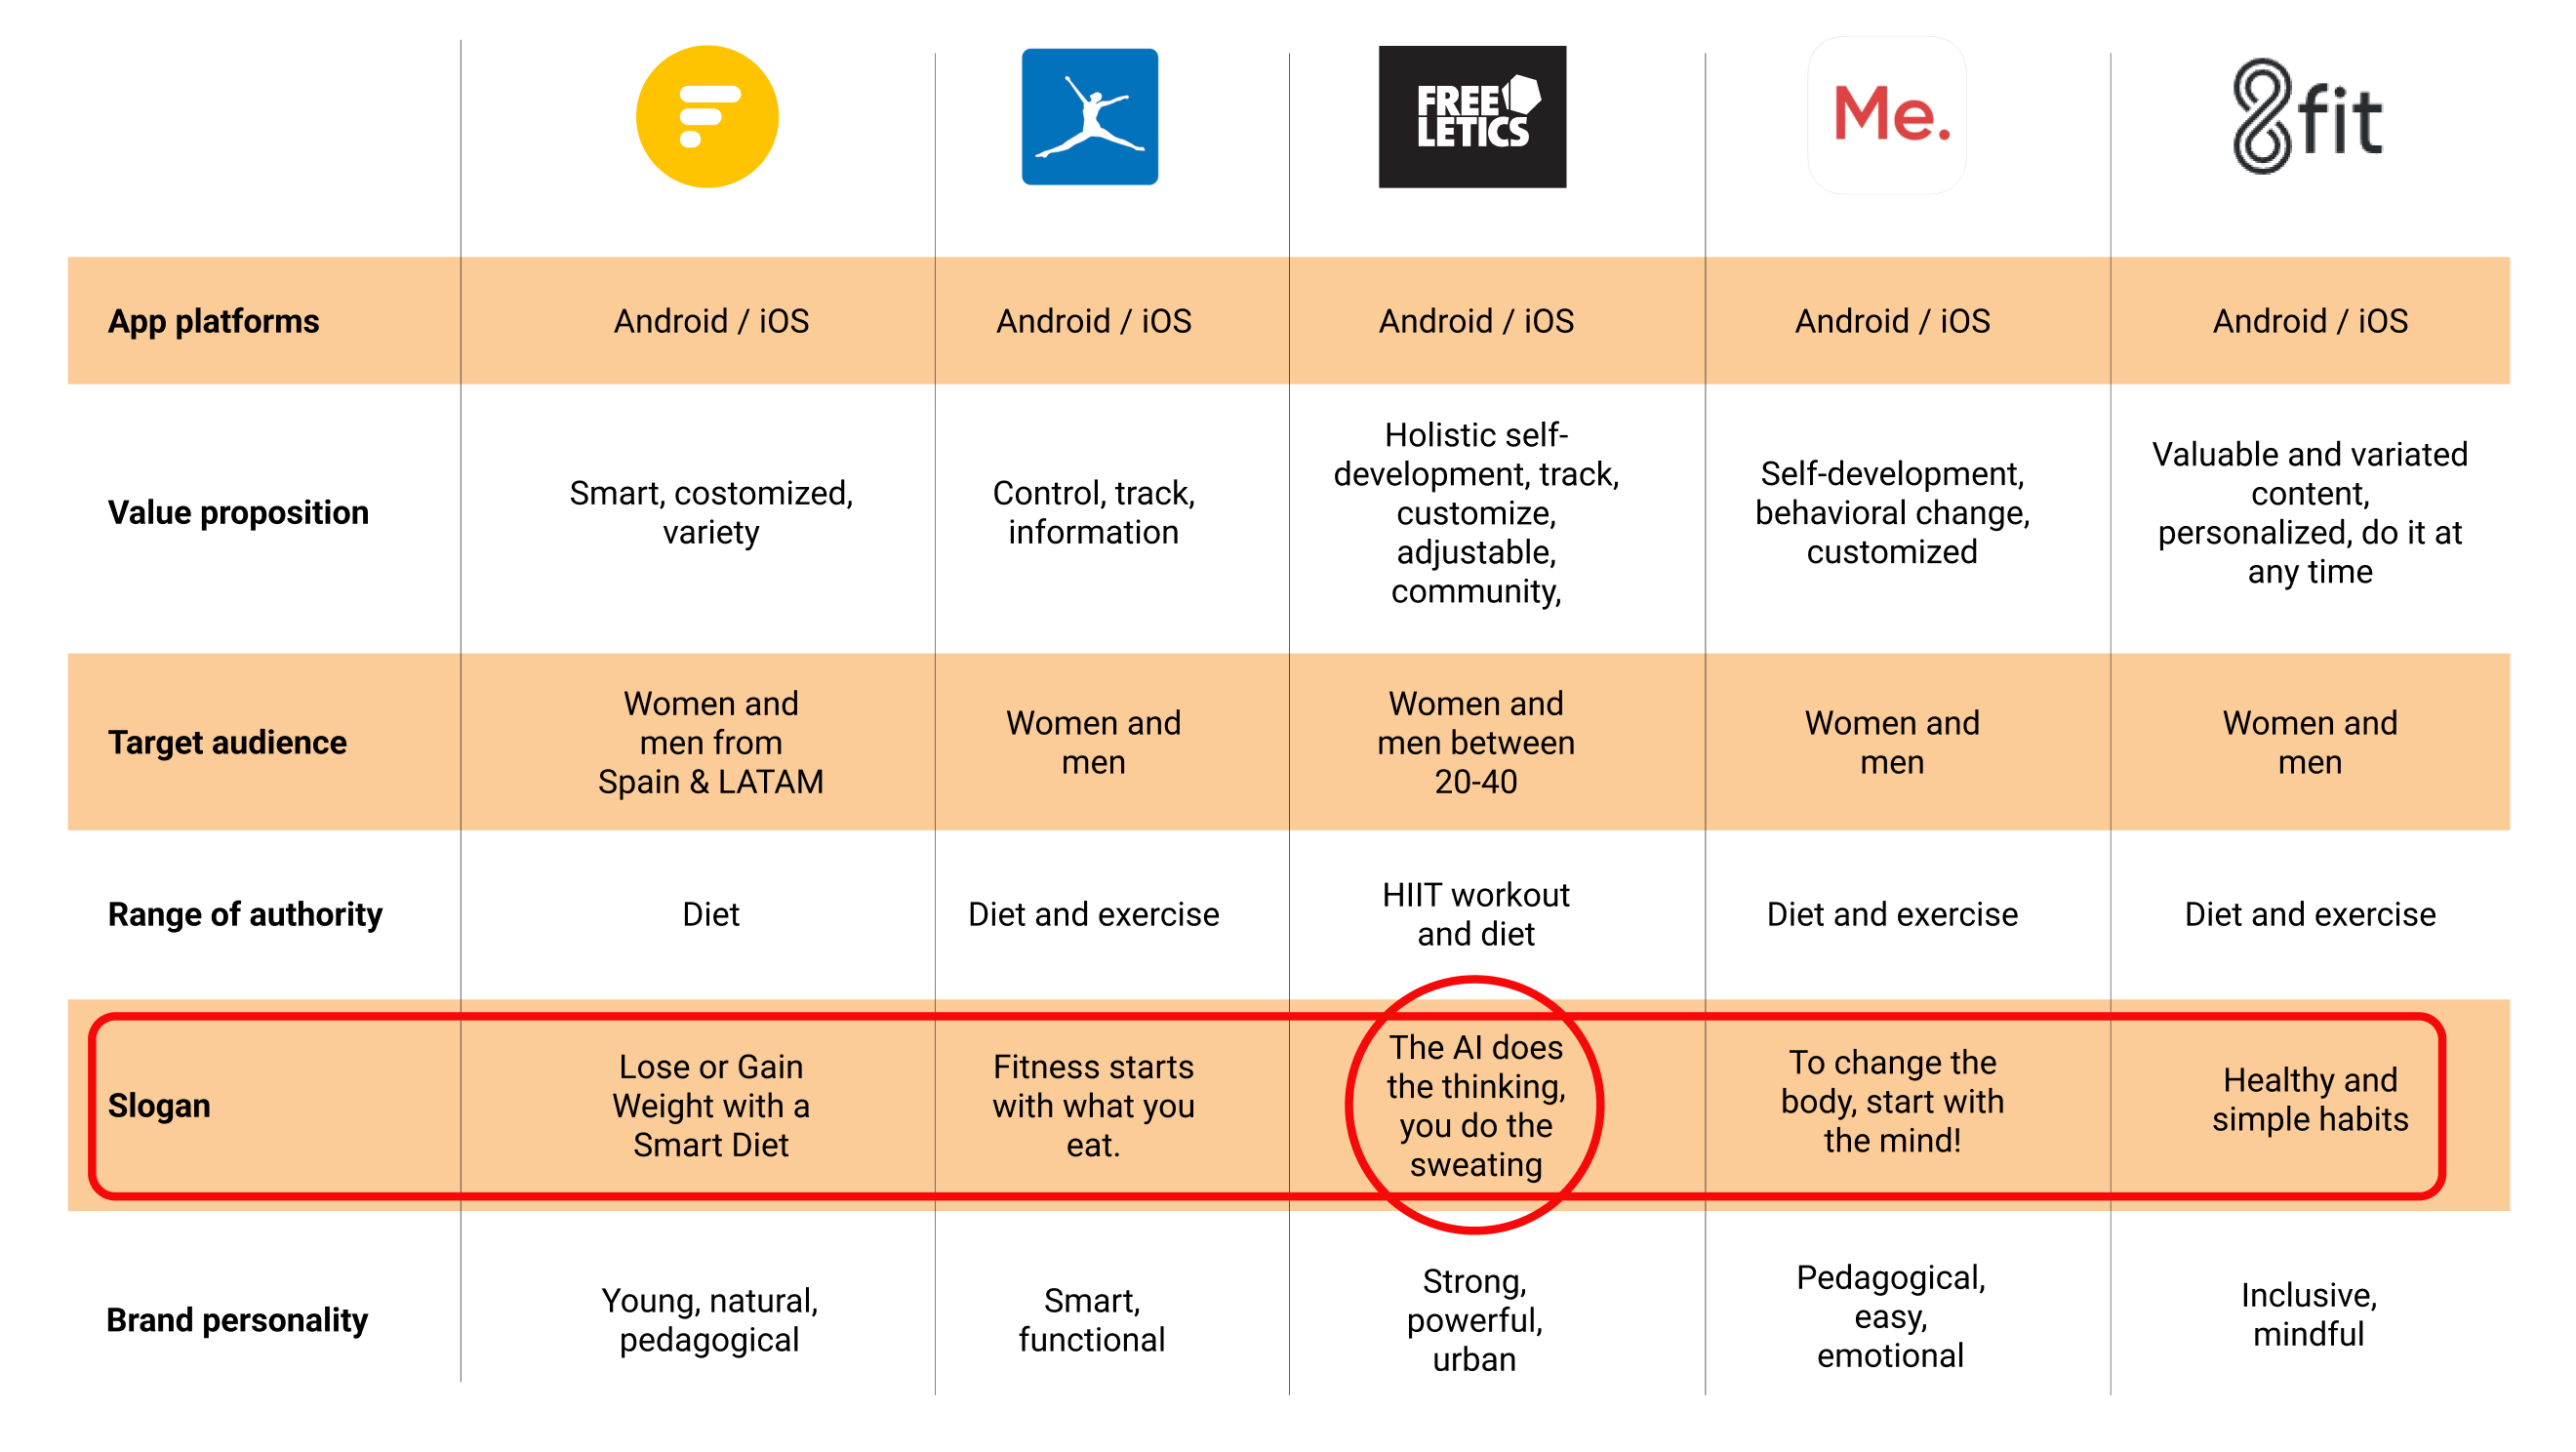 FREE
LETICS
Me.
8fit
App platforms
Android / iOS
Android / iOS
Android / iOS
Android / iOS
Android / iOS
Value proposition
Smart, costomized,
variety
Control, track,
information
Holistic self-
development, track,
customize,
adjustable,
community,
Self-development,
behavioral change,
customized
Valuable and variated
content,
personalized, do it at
any time
Target audience
Women and
men from
Spain & LATAM
Women and
men
Women and
men between
20-40
Women and
men
Women and
men
Range of authority
Diet
Diet and exercise
HIIT workout
and diet
Diet and exercise
Diet and exercise
Slogan
Lose or Gain
Weight with a
Smart Diet
Fitness starts
with what you
eat.
The AI does
the thinking,
you do the
sweating
To change the
body, start with
the mind!
Healthy and
simple habits
Brand personality
Young, natural,
pedagogical
Smart,
functional
Strong,
powerful,
urban
Pedagogical,
easy,
emotional
Inclusive,
mindful